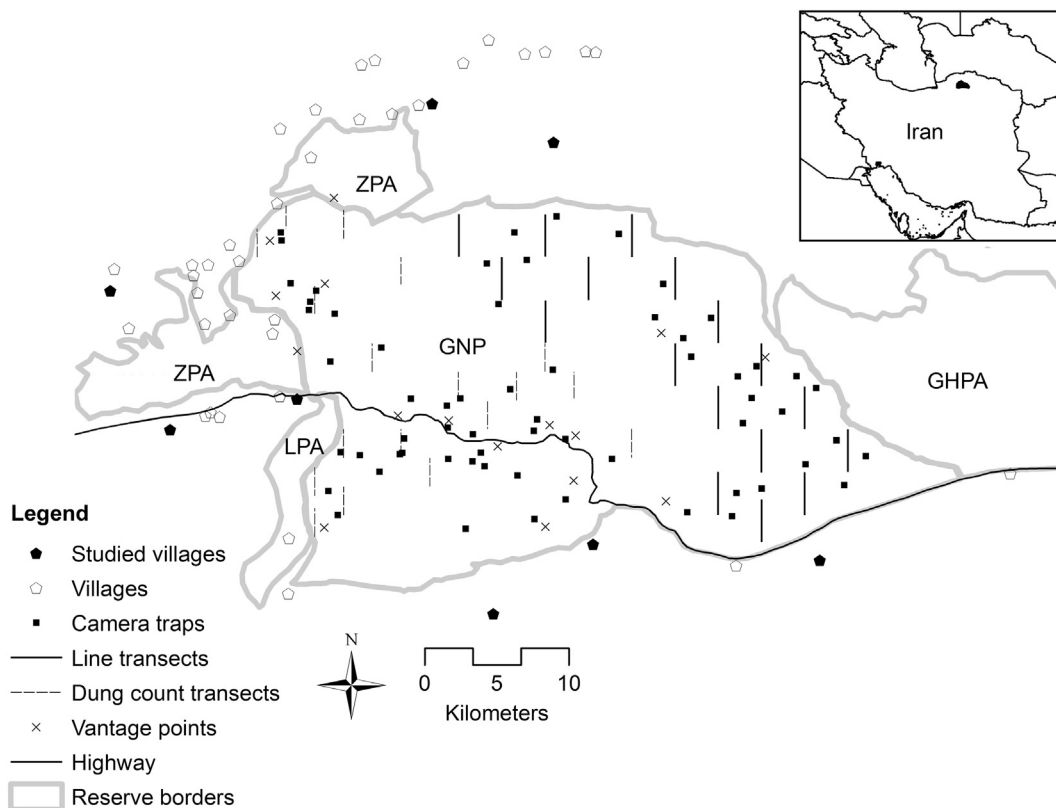 Iran
ZPA
GNP
ZPA
GHPA
LPA
Legend
Studied villages
Villages
Camera traps
Line transects
Dung count transects
Vantage points
Highway
Reserve borders
N
0 5 10
Kilometers